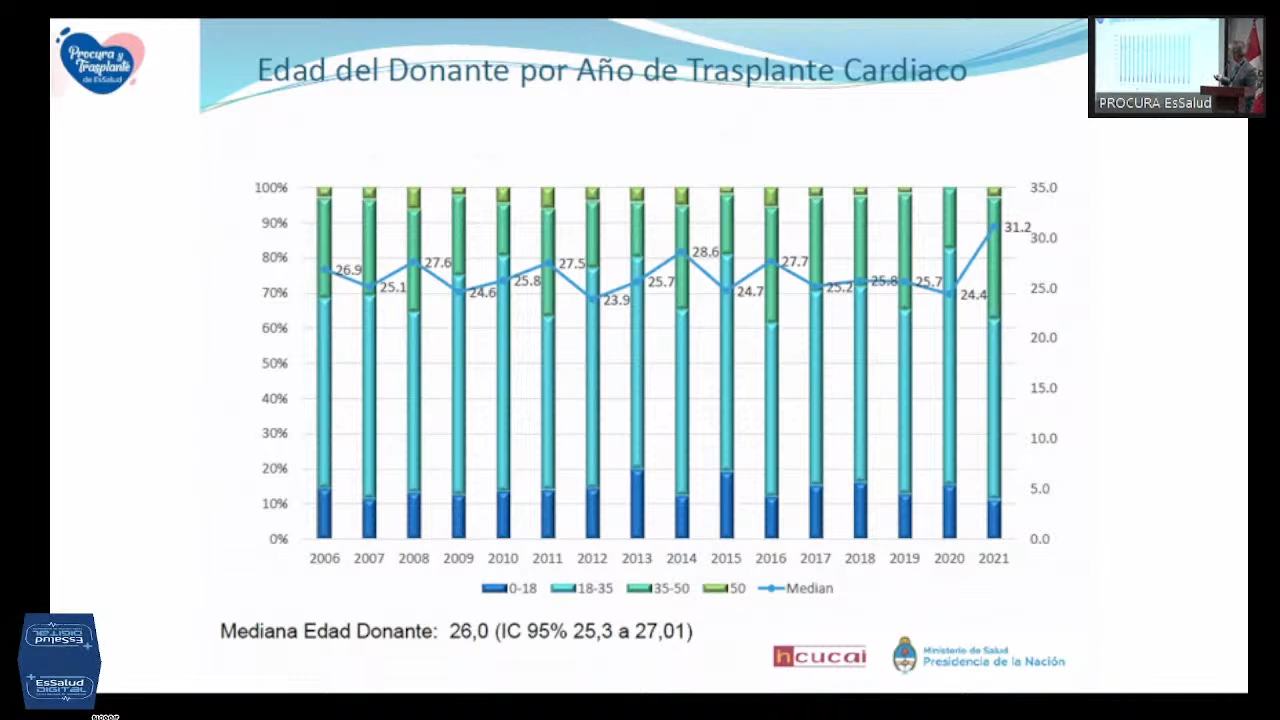 Procura y
Trasplante
de EsSalud
Edad del Donante por Año de Trasplante Cardiaco
PROCURA EsSalud
100%
90%
80%
70%
60%
50%
40%
30%
20%
10%
0%
35.0
30.0
25.0
20.0
15.0
10.0
5.0
0.0
26.9
25.1
27.6
24.6
25.8
27.5
23.9
25.7
28.6
24.7
27.7
25.2
25.8
25.7
24.4
31.2
2006 2007 2008 2009 2010 2011 2012 2013 2014 2015 2016 2017 2018 2019 2020 2021
0-18 18-35 35-50 50 Median
Mediana Edad Donante: 26,0 (IC 95% 25,3 a 27,01)
incucai
Ministerio de Salud
Presidencia de la Nación
EsSalud
DIGITAL
EsSalud
DIGITAL